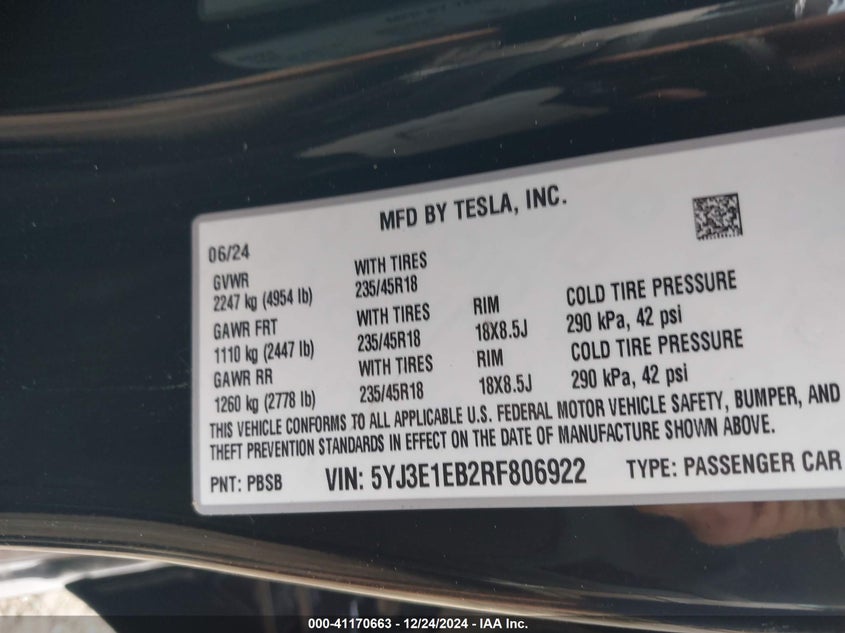 MFD BY TESLA, INC.
06/24
GVWR
2247 kg (4954 lb)
WITH TIRES
235/45R18
GAWR FRT
1110 kg (2447 lb)
WITH TIRES
235/45R18
RIM
18X8.5J
COLD TIRE PRESSURE
290 kPa, 42 psi
GAWR RR
1260 kg (2778 lb)
WITH TIRES
235/45R18
RIM
18X8.5J
COLD TIRE PRESSURE
290 kPa, 42 psi
THIS VEHICLE CONFORMS TO ALL APPLICABLE U.S. FEDERAL MOTOR VEHICLE SAFETY, BUMPER, AND
THEFT PREVENTION STANDARDS IN EFFECT ON THE DATE OF MANUFACTURE SHOWN ABOVE.
PNT: PBSB VIN: 5YJ3E1EB2RF806922 TYPE: PASSENGER CAR
000-41170663 - 12/24/2024 - IAA Inc.